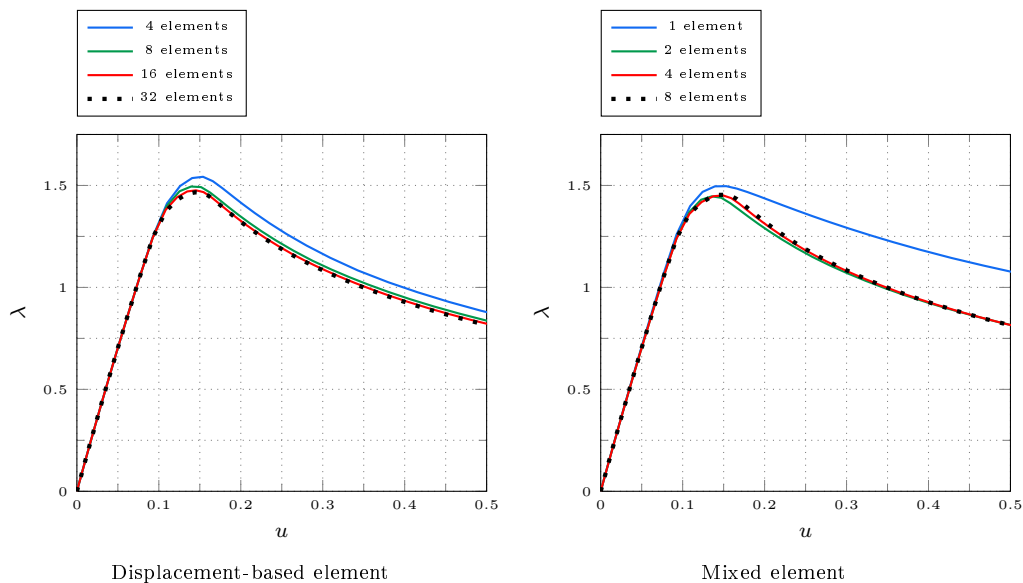 4 elements
8 elements
16 elements
32 elements
1.5
1
0.5
0
0
0.1
0.2
0.3
0.4
0.5
λ
u
Displacement-based element
1 element
2 elements
4 elements
8 elements
1.5
1
0.5
0
0
0.1
0.2
0.3
0.4
0.5
λ
u
Mixed element